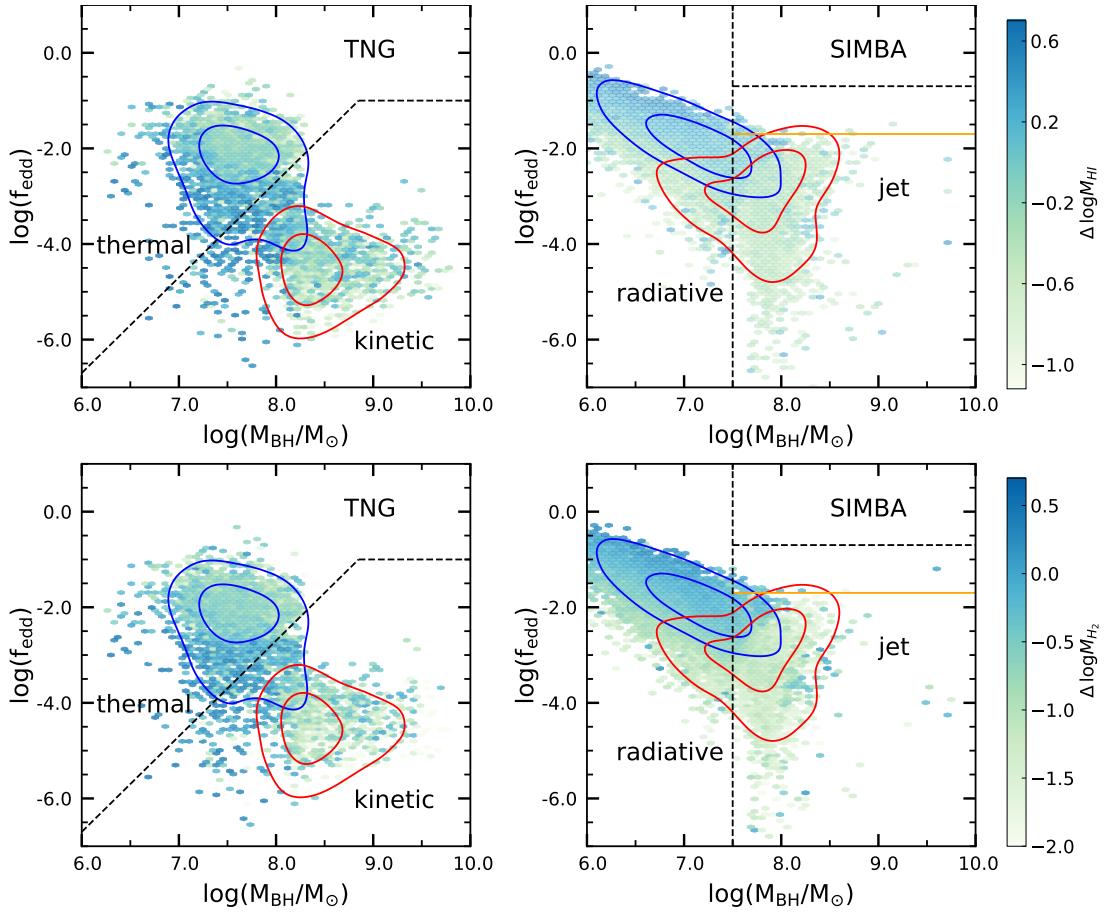 TNG
thermal
kinetic
0.0
-2.0
-4.0
-6.0
log(f_edd)
6.0 7.0 8.0 9.0 10.0
log(M_BH/M_⊙)
SIMBA
jet
radiative
0.0
-2.0
-4.0
-6.0
log(f_edd)
6.0 7.0 8.0 9.0 10.0
log(M_BH/M_⊙)
0.6
0.2
−0.2
−0.6
−1.0
Δ logM_HI
TNG
thermal
kinetic
0.0
-2.0
-4.0
-6.0
log(f_edd)
6.0 7.0 8.0 9.0 10.0
log(M_BH/M_⊙)
SIMBA
jet
radiative
0.0
-2.0
-4.0
-6.0
log(f_edd)
6.0 7.0 8.0 9.0 10.0
log(M_BH/M_⊙)
0.5
0.0
−0.5
−1.0
−1.5
−2.0
Δ logM_H₂